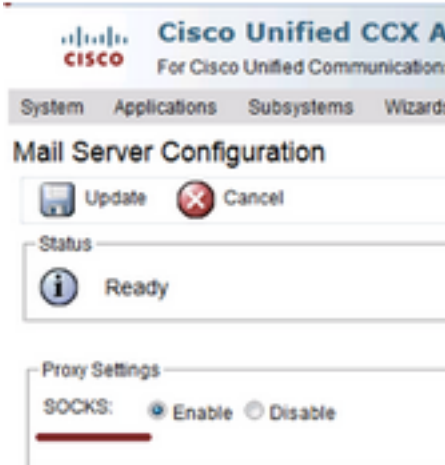 CISCO
Cisco Unified CCX A
For Cisco Unified Communication
System Applications Subsystems Wizards
Mail Server Configuration
Update Cancel
Status
Ready
Proxy Settings
SOCKS: Enable Disable